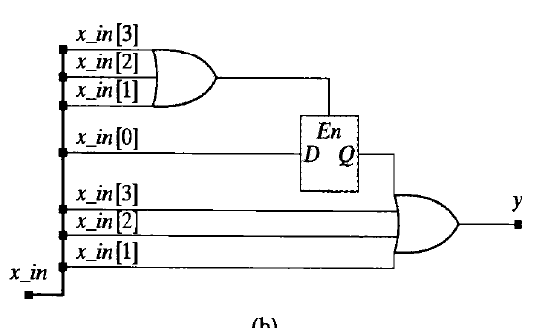 x_in[3]
x_in[2]
x_in[1]
En
x_in[0]
D Q
x_in[3]
x_in[2]
x_in[1]
y
x_in
(b)